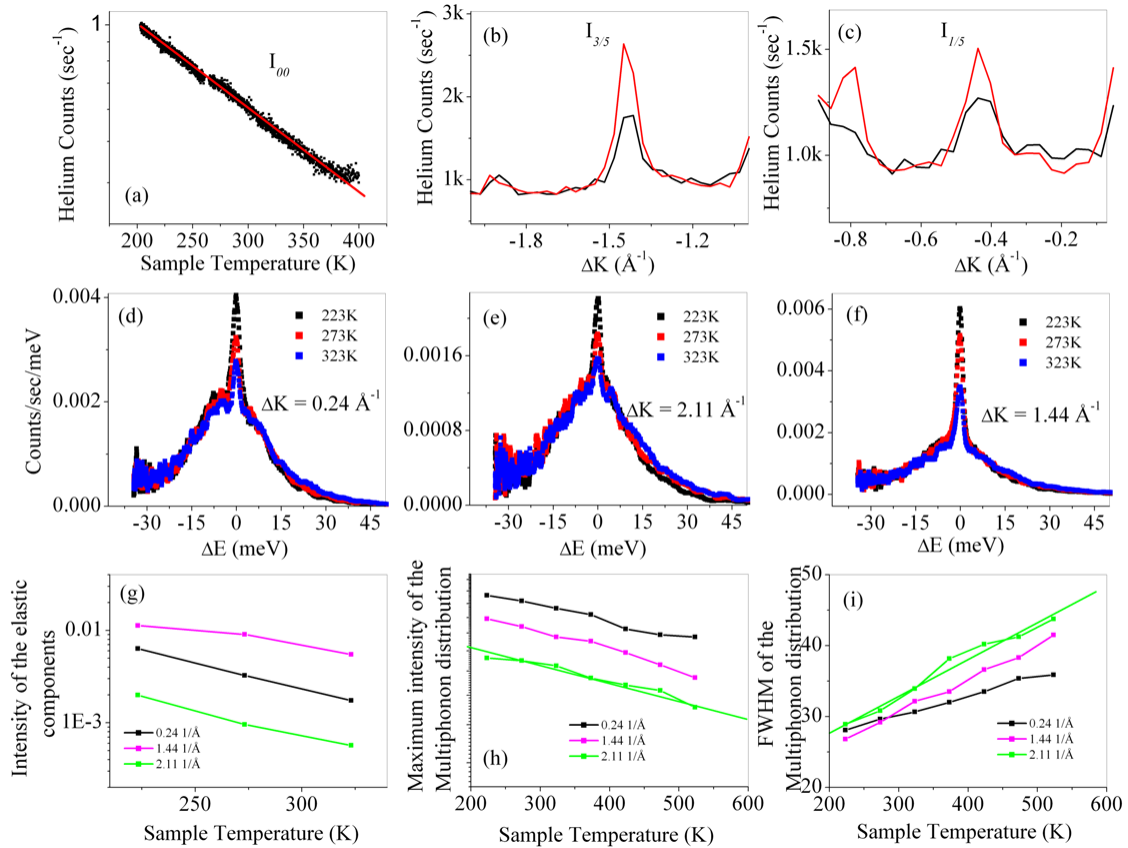 Helium Counts (sec⁻¹)
1
I₀₀
(a)
200 250 300 350 400
Sample Temperature (K)
Helium Counts (sec⁻¹)
3k
2k
1k
(b)
I₃/₅
-1.8 -1.5 -1.2
ΔK (Å⁻¹)
Helium Counts (sec⁻¹)
1.5k
1.0k
(c)
I₁/₅
-0.8 -0.6 -0.4 -0.2
ΔK (Å⁻¹)
Counts/sec/meV
0.004
0.002
0.000
(d)
223K
273K
323K
ΔK = 0.24 Å⁻¹
-30 -15 0 15 30 45
ΔE (meV)
0.0016
0.0008
0.0000
(e)
223K
273K
323K
ΔK = 2.11 Å⁻¹
-30 -15 0 15 30 45
ΔE (meV)
0.006
0.004
0.002
0.000
(f)
223K
273K
323K
ΔK = 1.44 Å⁻¹
-30 -15 0 15 30 45
ΔE (meV)
Intensity of the elastic
components
0.01
1E-3
(g)
0.24 1/Å
1.44 1/Å
2.11 1/Å
250 300
Sample Temperature (K)
Maximum intensity of the
Multiphonon distribution
(h)
0.24 1/Å
1.44 1/Å
2.11 1/Å
200 300 400 500 600
Sample Temperature (K)
FWHM of the
Multiphonon distribution
50
40
30
20
(i)
0.24 1/Å
1.44 1/Å
2.11 1/Å
200 300 400 500 600
Sample Temperature (K)